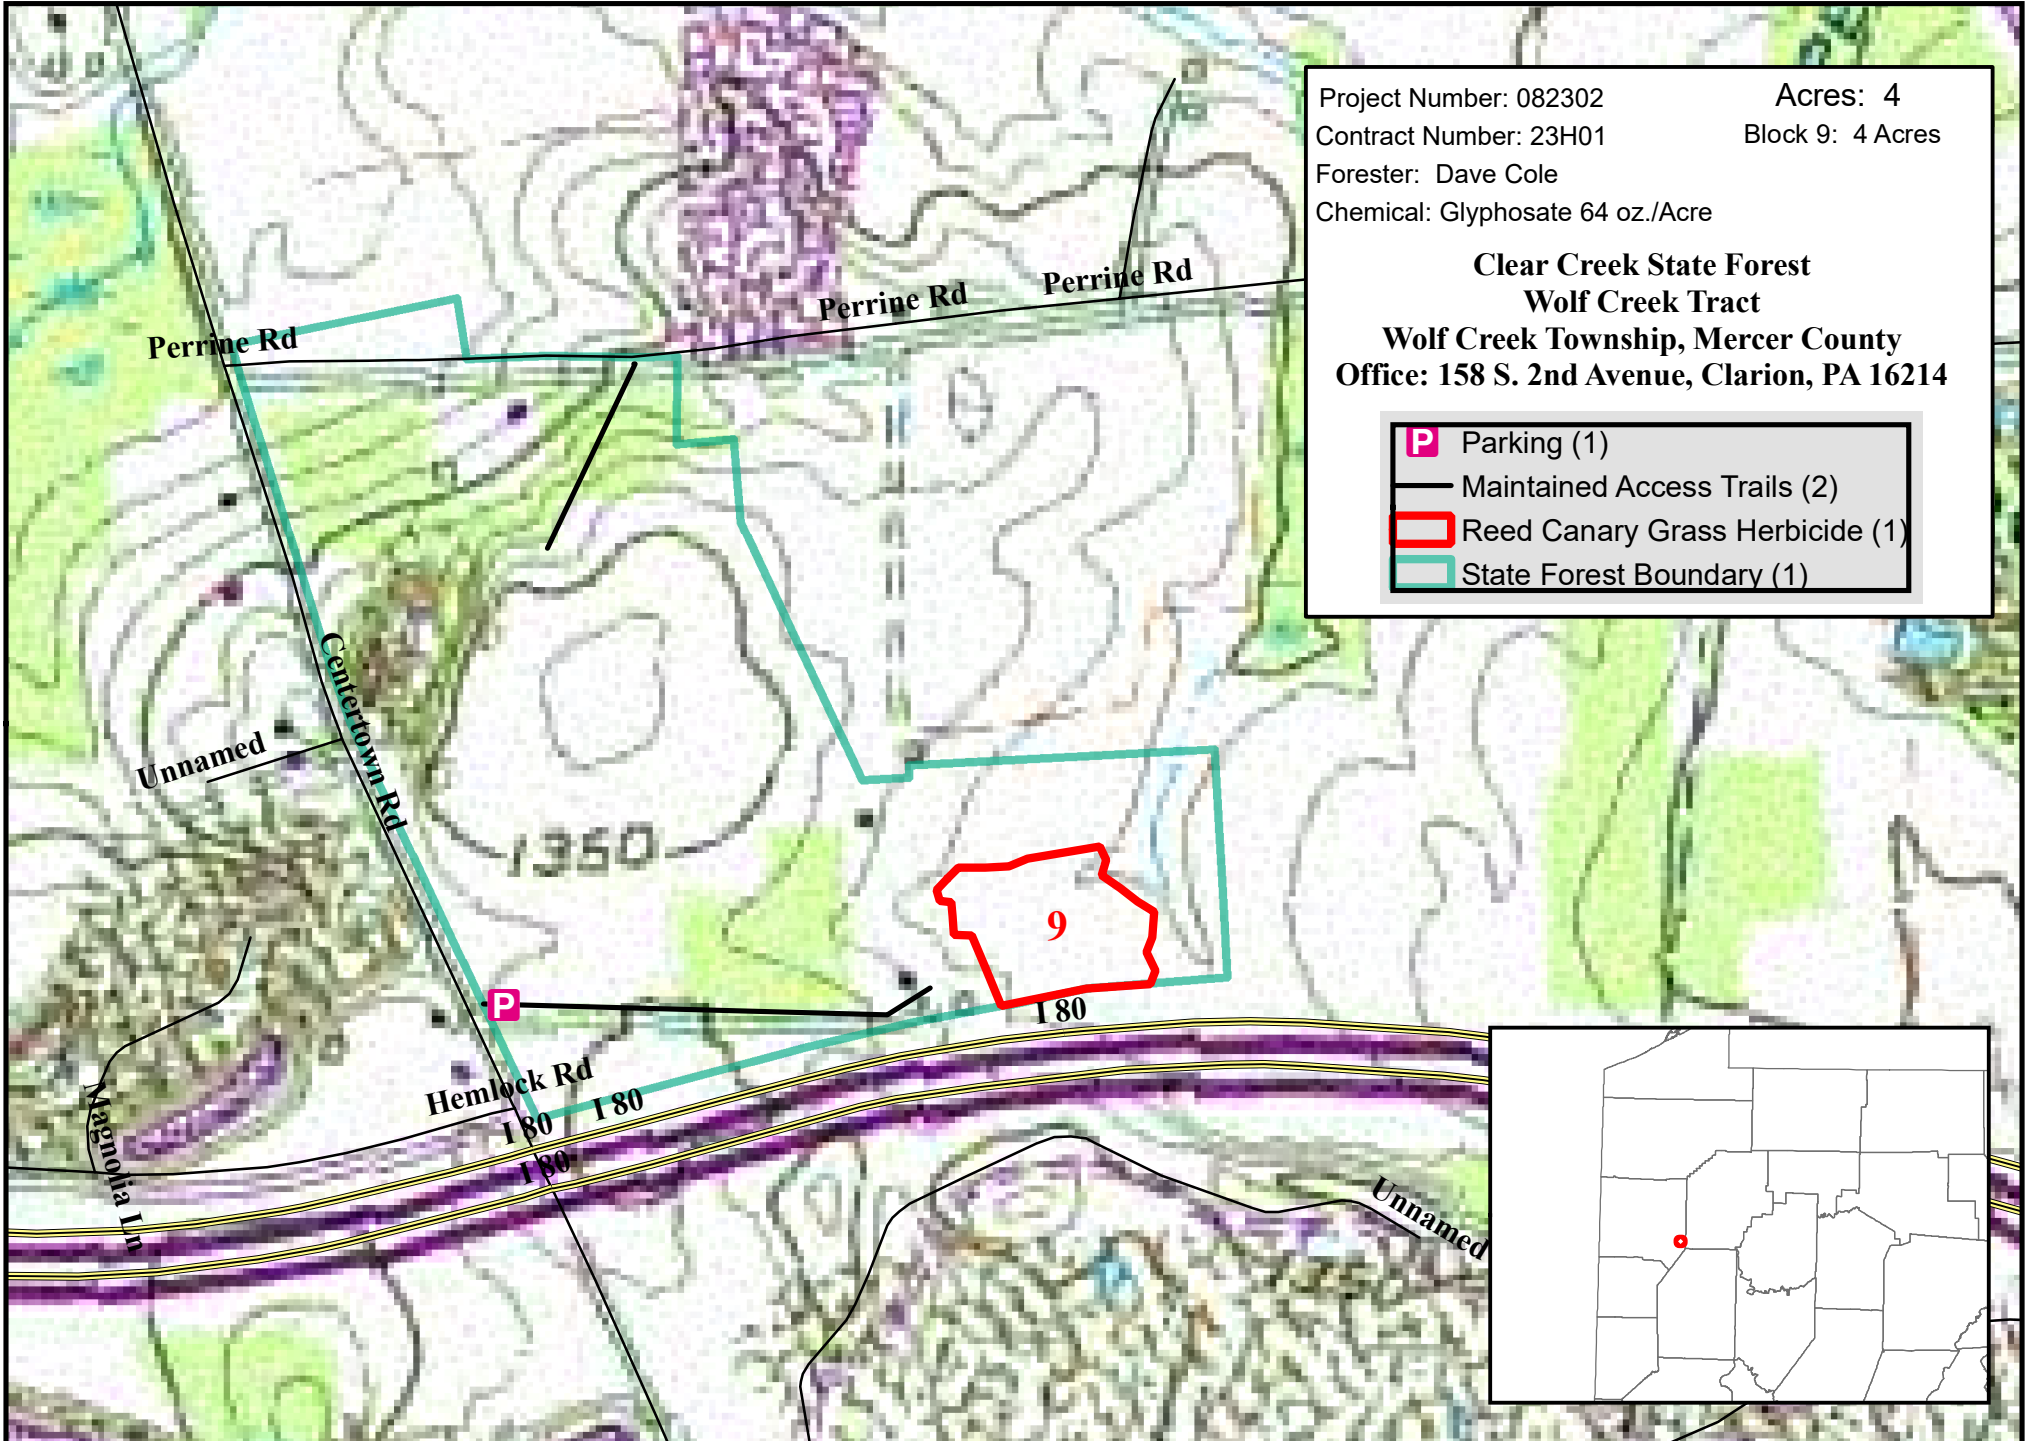 Project Number: 082302
Acres: 4
Contract Number: 23H01
Block 9: 4 Acres
Forester: Dave Cole
Chemical: Glyphosate 64 oz./Acre
Clear Creek State Forest
Wolf Creek Tract
Wolf Creek Township, Mercer County
Office: 158 S. 2nd Avenue, Clarion, PA 16214
P Parking (1)
Maintained Access Trails (2)
Reed Canary Grass Herbicide (1)
State Forest Boundary (1)
Perrine Rd
Perrine Rd
Perrine Rd
Centertown Rd
Unnamed
1350
9
P
I 80
Hemlock Rd
I 80
I 80
I 80
Magnolia Ln
Unnamed